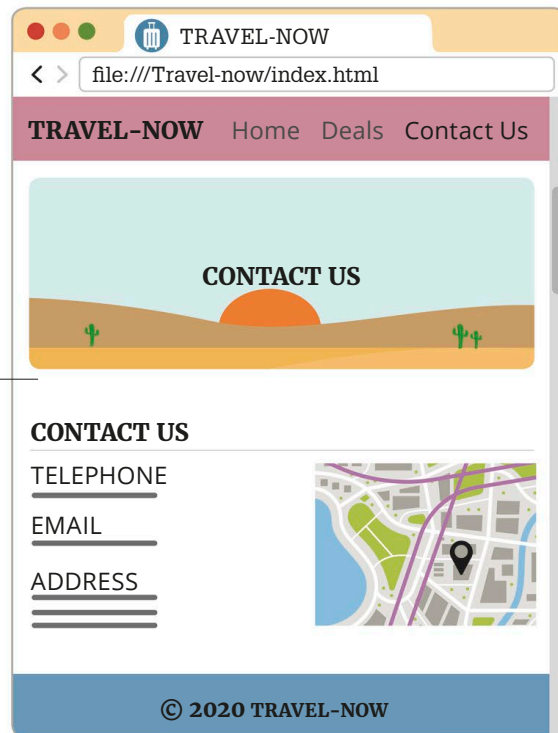 TRAVEL-NOW
file:///Travel-now/index.html
TRAVEL-NOW Home Deals Contact Us
CONTACT US
CONTACT US
TELEPHONE
EMAIL
ADDRESS
© 2020 TRAVEL-NOW